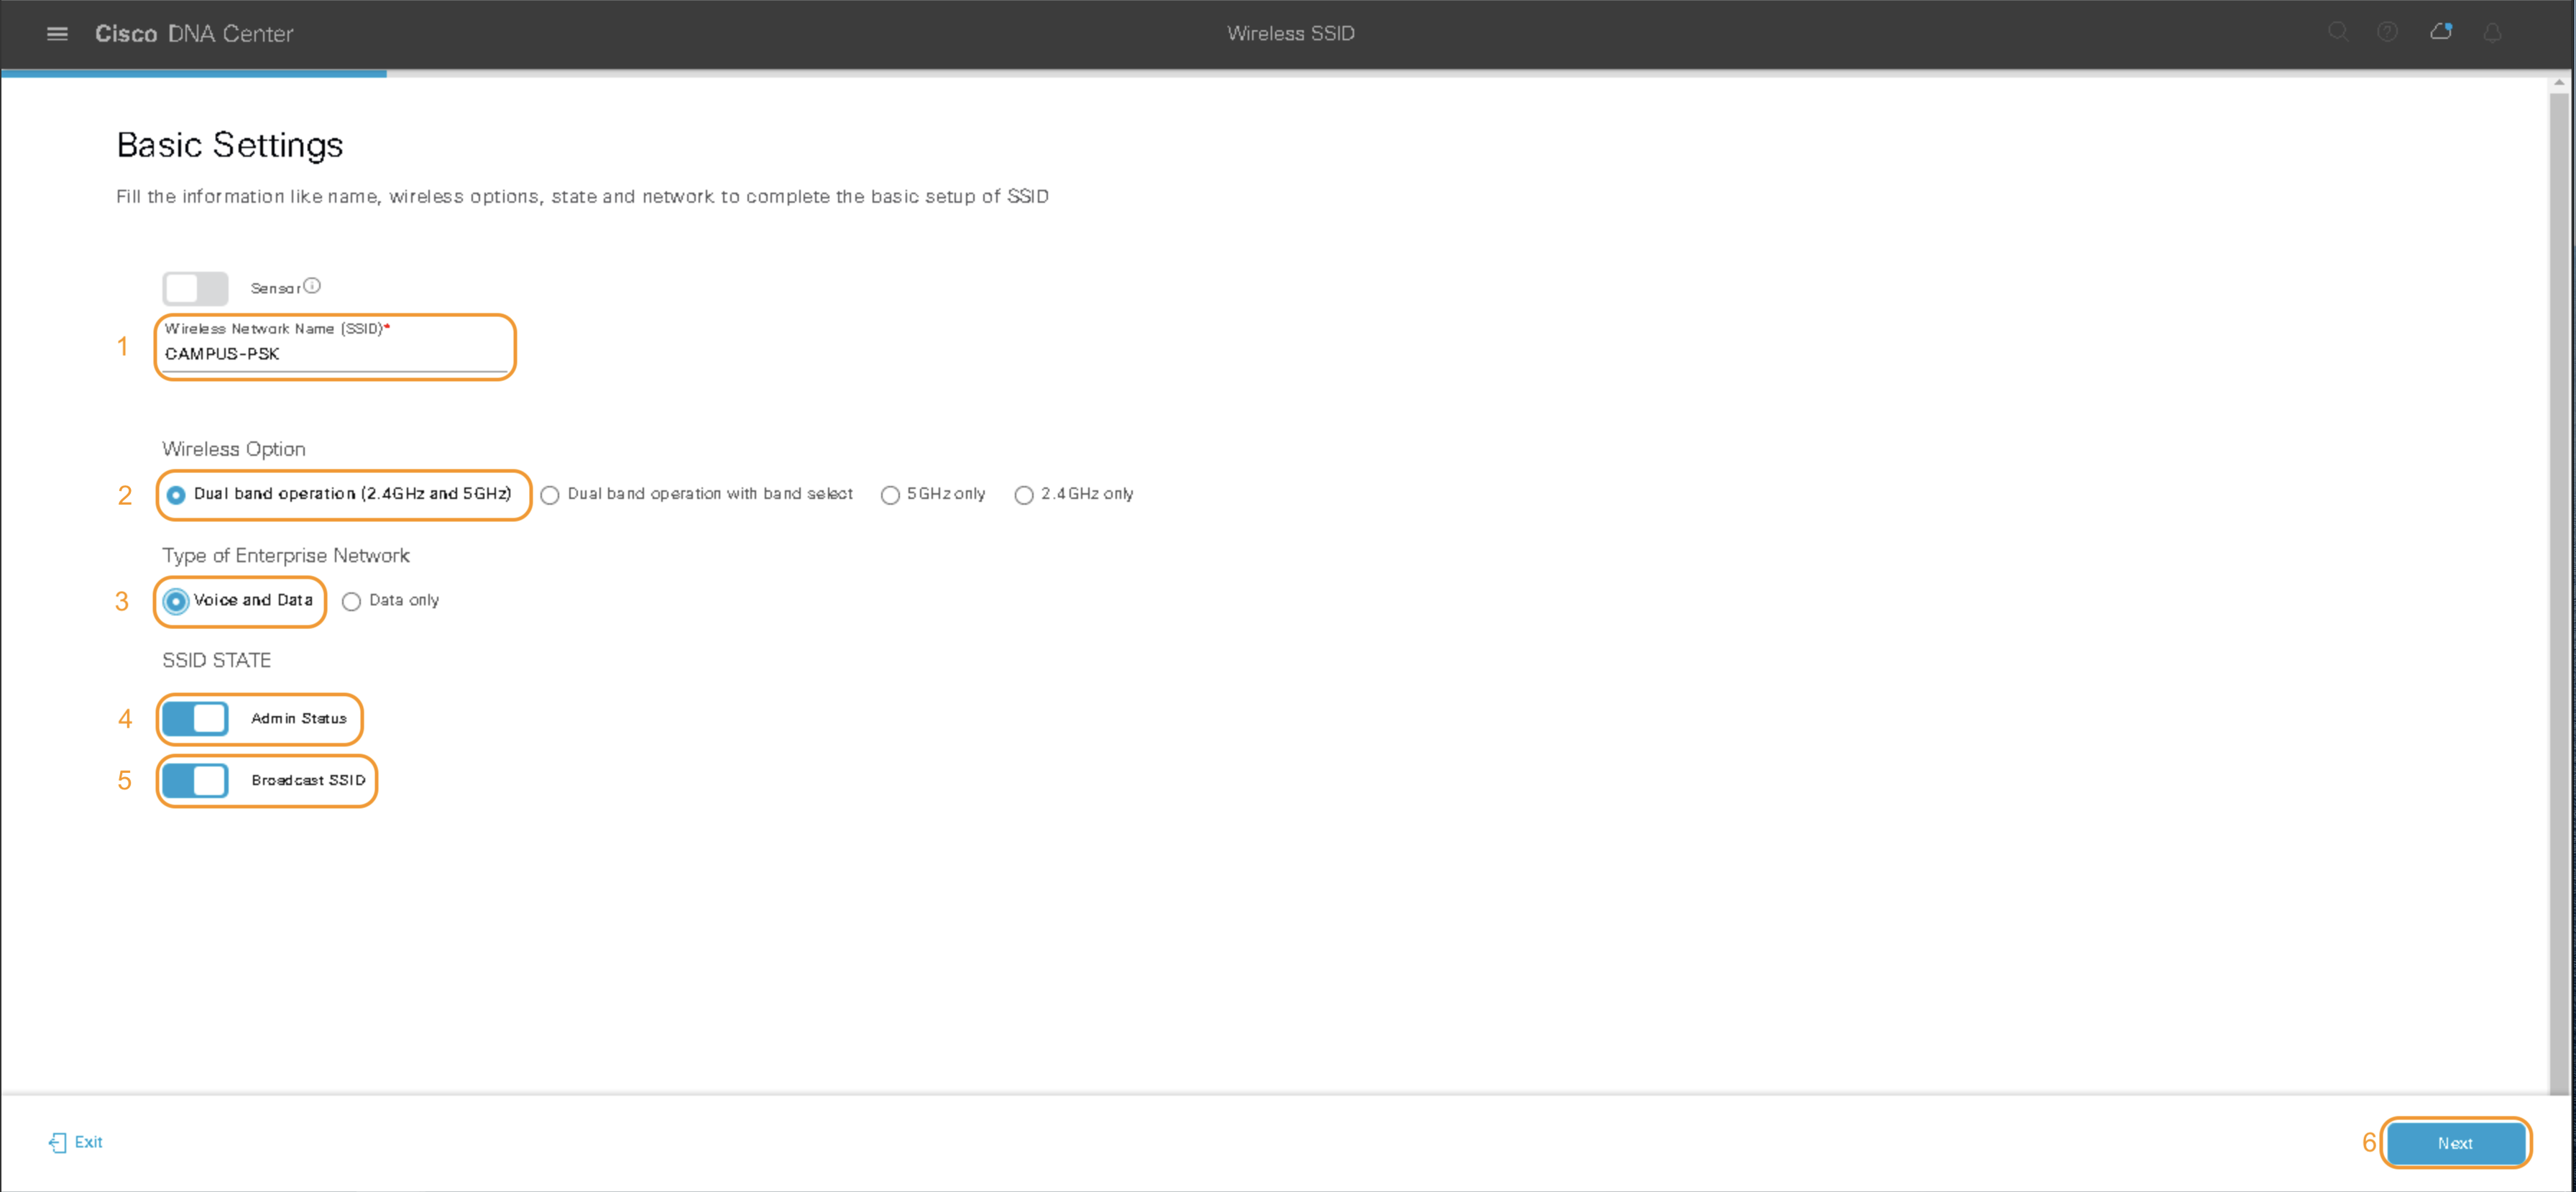 Cisco DNA Center
Wireless SSID
Basic Settings
Fill the information like name, wireless options, state and network to complete the basic setup of SSID
Sensor
Wireless Network Name (SSID)*
1
CAMPUS-PSK
Wireless Option
2 Dual band operation (2.4GHz and 5GHz) Dual band operation with band select 5GHz only 2.4GHz only
Type of Enterprise Network
3 Voice and Data Data only
SSID STATE
4 Admin Status
5 Broadcast SSID
Exit
6 Next